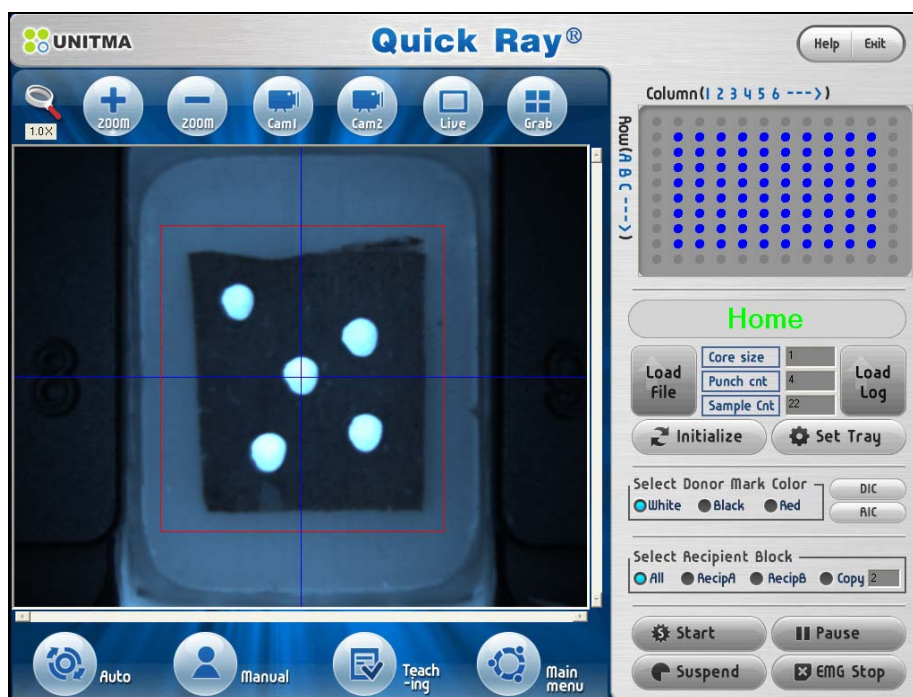 UNITMA
Quick Ray®
Help Exit
1.0X
ZOOM
ZOOM
Cam1
Cam2
Live
Grab
Column(1 2 3 4 5 6 --->)
Row(A B C --->)
Home
Load File
Core size 1
Punch cnt 4
Sample Cnt 22
Load Log
Initialize
Set Tray
Select Donor Mark Color
White Black Red
DIC
RIC
Select Recipient Block
All RecipA RecipB Copy 2
Start
Pause
Suspend
EMG Stop
Auto
Manual
Teach
-ing
Main
menu